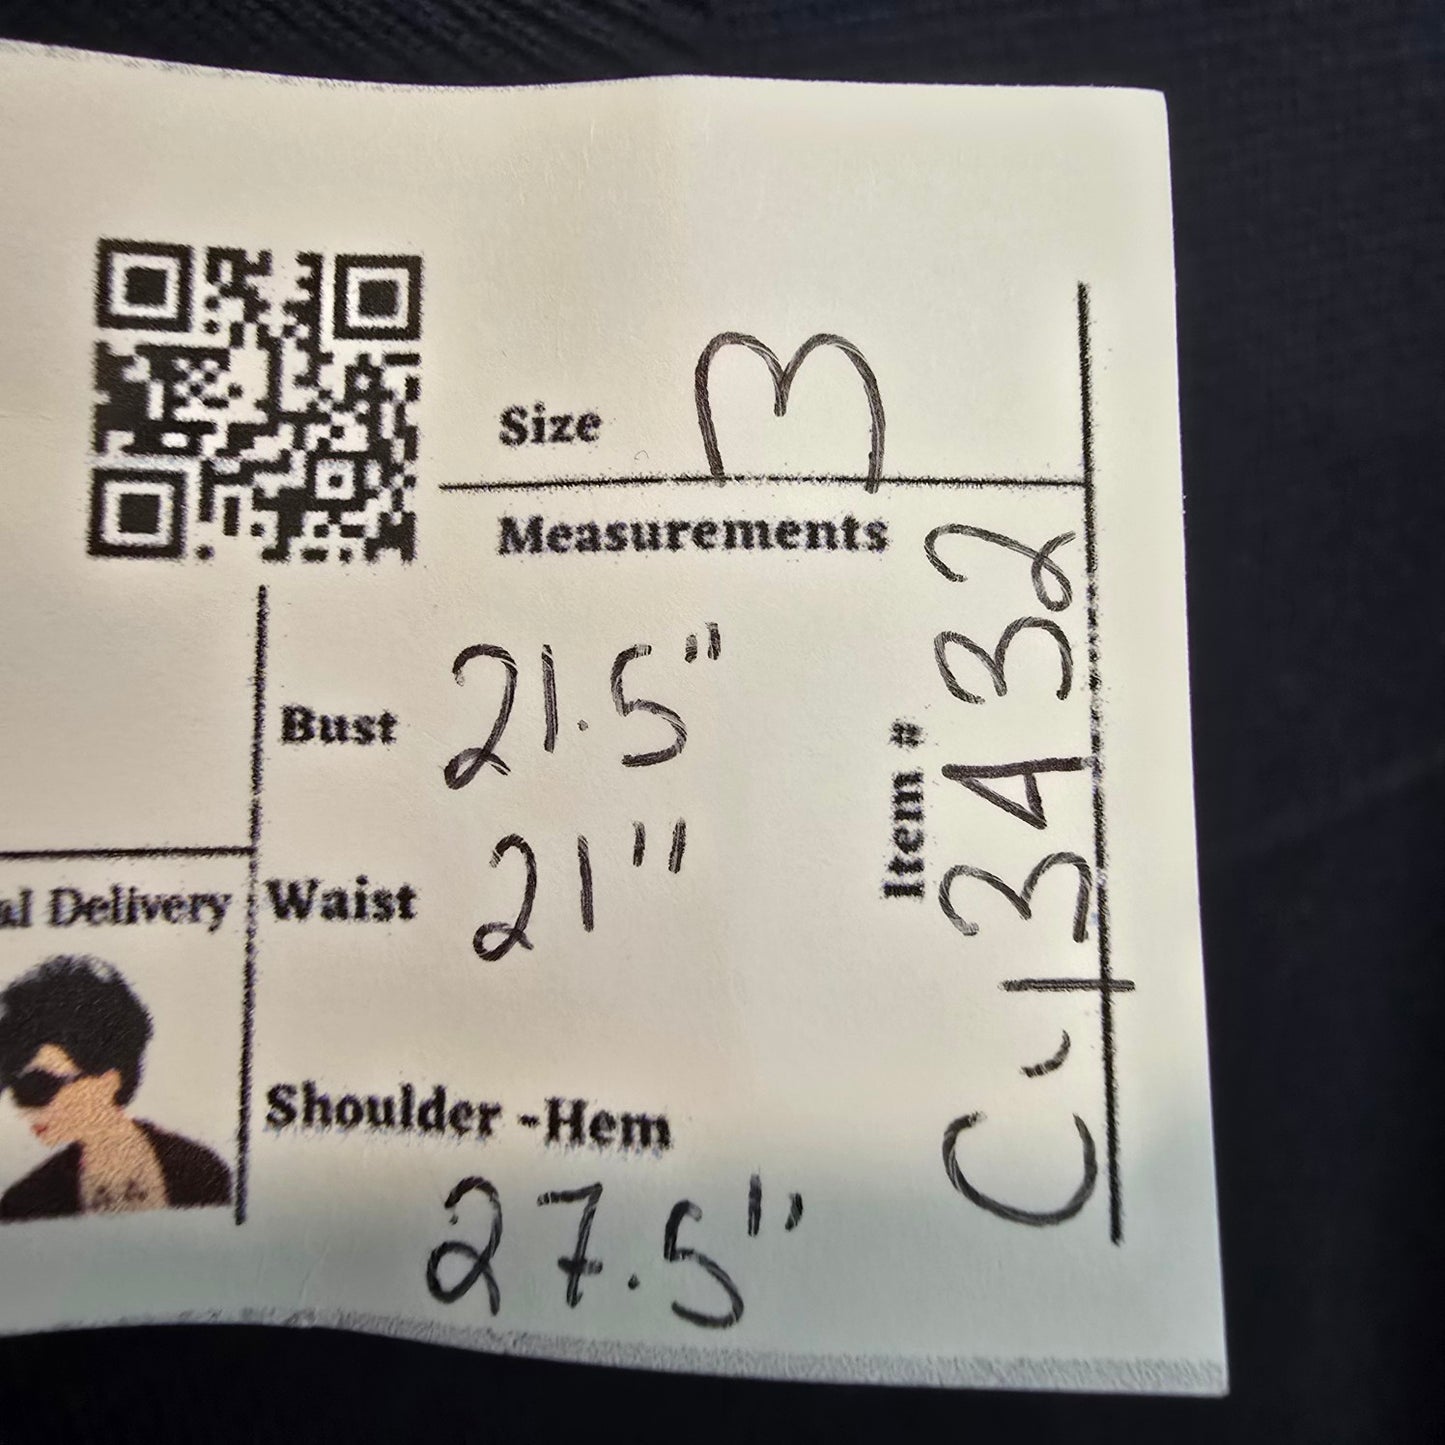 Size M
Measurements
Bust 21.5"
Waist 21"
Shoulder -Hem
27.5"
Item #
C-13432
al Delivery